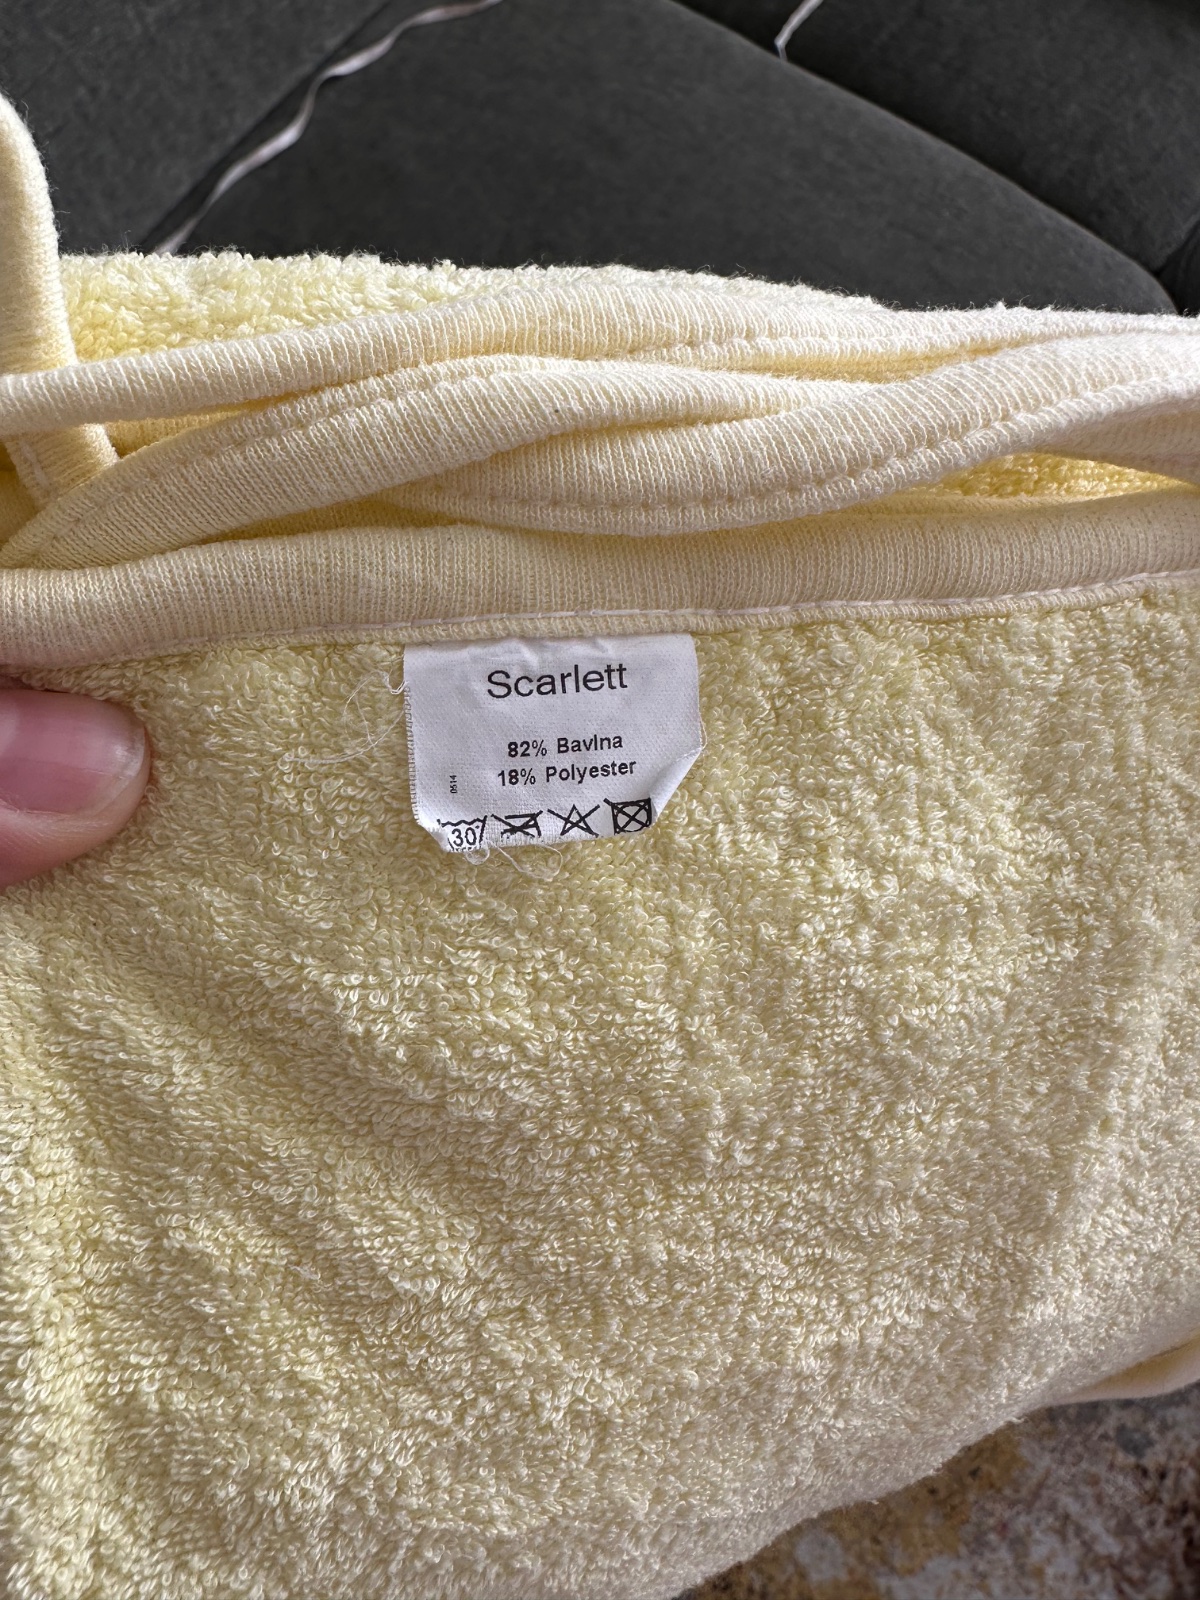 Scarlett
82% Bavlna
18% Polyester
0514
30